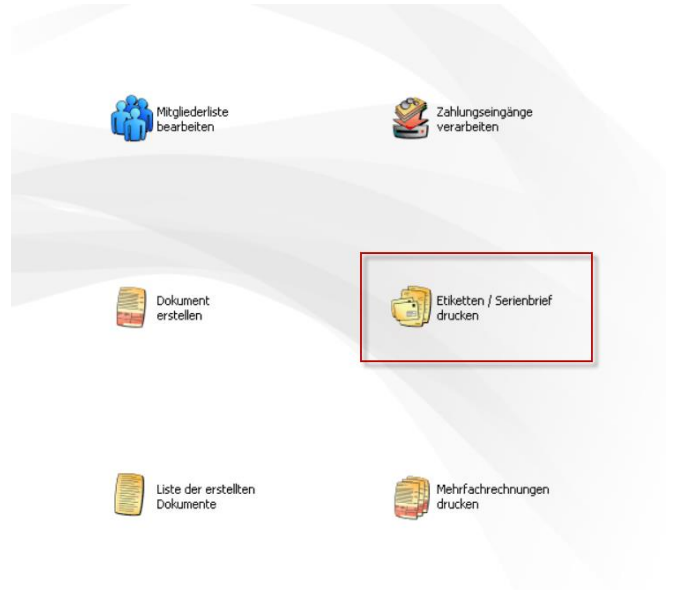 Mitgliederliste
bearbeiten
Zahlungseingänge
verarbeiten
Dokument
erstellen
Etiketten / Serienbrief
drucken
Liste der erstellten
Dokumente
Mehrfachrechnungen
drucken